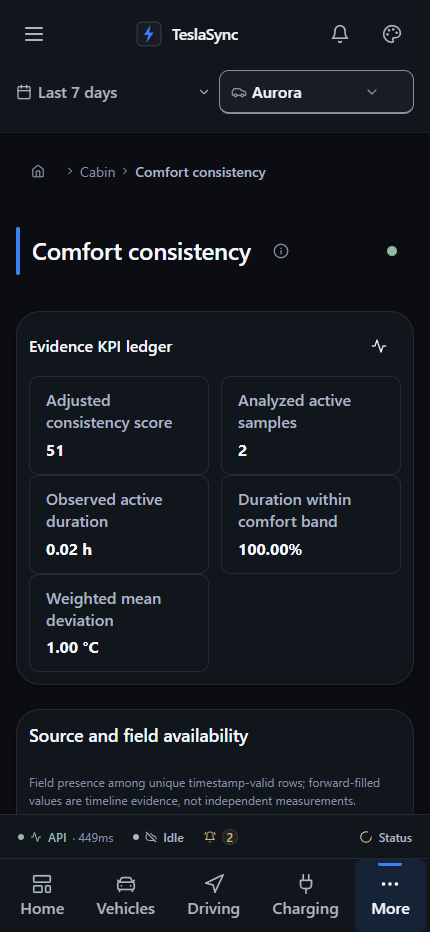 TeslaSync
Last 7 days
Aurora
Cabin
Comfort consistency
Comfort consistency
Evidence KPI ledger
Adjusted
consistency score
51
Analyzed active
samples
2
Observed active
duration
0.02 h
Duration within
comfort band
100.00%
Weighted mean
deviation
1.00 °C
Source and field availability
Field presence among unique timestamp-valid rows; forward-filled
values are timeline evidence, not independent measurements.
API · 449ms
Idle
2
Status
Home
Vehicles
Driving
Charging
More